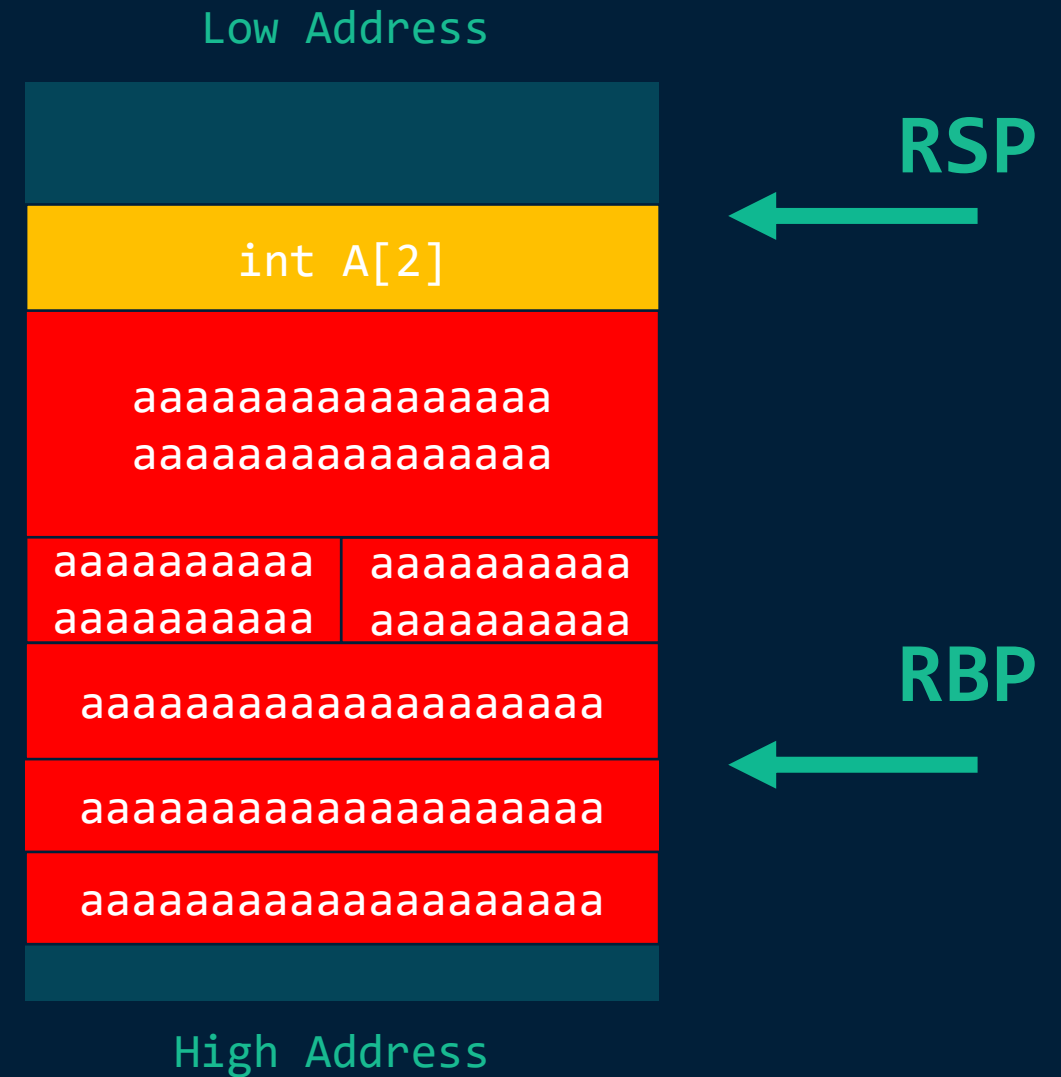 Low Address
RSP
int A[2]
aaaaaaaaaaaaaaaa
aaaaaaaaaaaaaaaa
aaaaaaaaaa aaaaaaaaaa
aaaaaaaaaa aaaaaaaaaa
RBP
aaaaaaaaaaaaaaaaaaaa
aaaaaaaaaaaaaaaaaaaa
aaaaaaaaaaaaaaaaaaaa
High Address